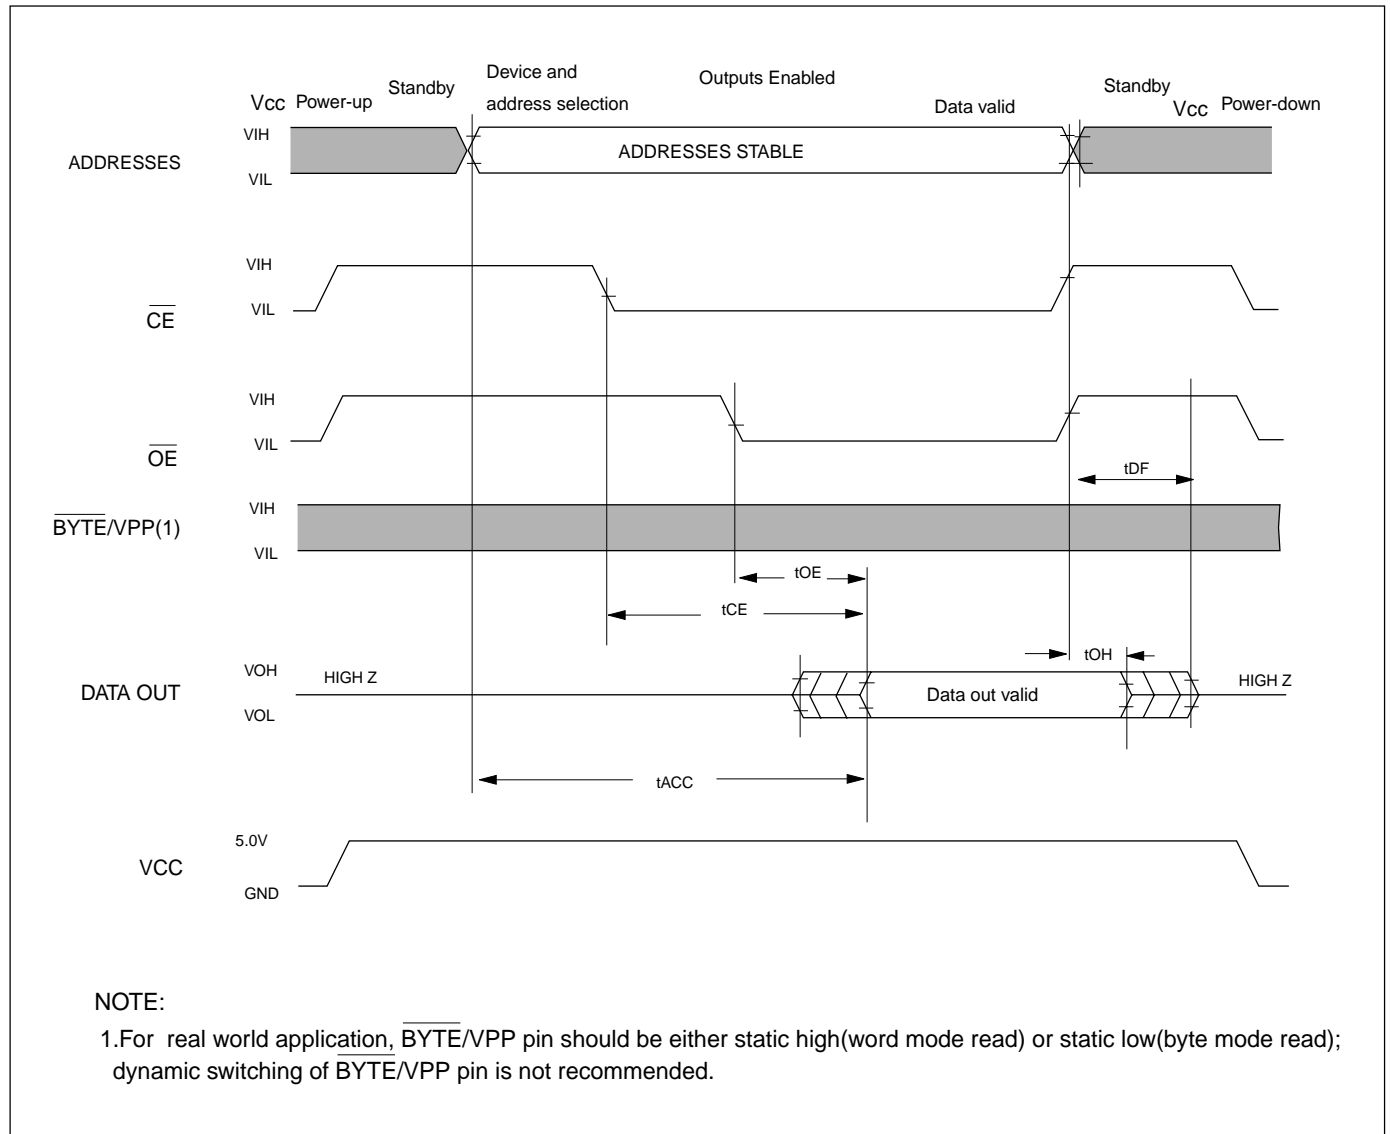 Vcc Power-up
Standby
Device and
address selection
Outputs Enabled
Data valid
Standby
Vcc Power-down
ADDRESSES
VIH
VIL
ADDRESSES STABLE
CE
VIH
VIL
OE
VIH
VIL
tDF
BYTE/VPP(1)
VIH
VIL
tOE
tCE
DATA OUT
VOH
VOL
HIGH Z
Data out valid
tOH
HIGH Z
tACC
VCC
5.0V
GND
NOTE:
1.For real world application, BYTE/VPP pin should be either static high(word mode read) or static low(byte mode read);
dynamic switching of BYTE/VPP pin is not recommended.